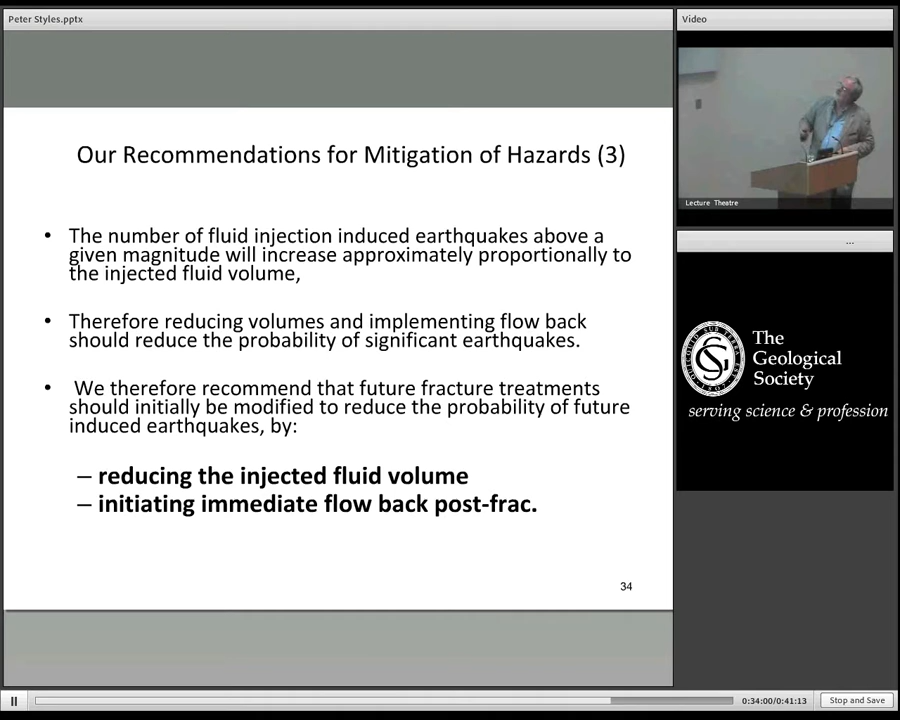 Peter Styles.pptx
Our Recommendations for Mitigation of Hazards (3)
• The number of fluid injection induced earthquakes above a
given magnitude will increase approximately proportionally to
the injected fluid volume,
• Therefore reducing volumes and implementing flow back
should reduce the probability of significant earthquakes.
• We therefore recommend that future fracture treatments
should initially be modified to reduce the probability of future
induced earthquakes, by:
– reducing the injected fluid volume
– initiating immediate flow back post-frac.
34
Video
Lecture Theatre
...
The
Geological
Society
serving science & profession
0:34:00/0:41:13
Stop and Save